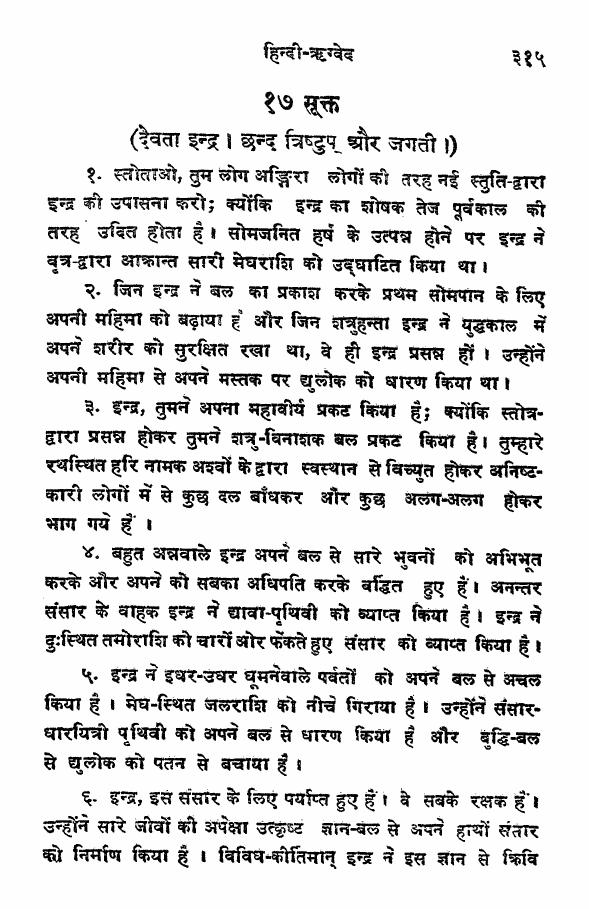 हिन्दी-ऋग्वेद ३१५
१७ सूक्त
(देवता इन्द्र। छन्द त्रिष्टुप् और जगती।)
१. स्तोताओ, तुम लोग अङ्गिरा लोगों की तरह नई स्तुति-द्वारा
इन्द्र की उपासना करो; क्योंकि इन्द्र का शोषक तेज पूर्वकाल की
तरह उदित होता है। सोमजनित हर्ष के उत्पन्न होने पर इन्द्र ने
वृत्र-द्वारा आक्रान्त सारी मेघराशि को उद्घाटित किया था।
२. जिन इन्द्र ने बल का प्रकाश करके प्रथम सोमपान के लिए
अपनी महिमा को बढ़ाया है और जिन शत्रुहन्ता इन्द्र ने युद्धकाल में
अपने शरीर को सुरक्षित रखा था, वे ही इन्द्र प्रसन्न हों। उन्होंने
अपनी महिमा से अपने मस्तक पर द्युलोक को धारण किया था।
३. इन्द्र, तुमने अपना महावीर्य प्रकट किया है; क्योंकि स्तोत्र-
द्वारा प्रसन्न होकर तुमने शत्रु-विनाशक बल प्रकट किया है। तुम्हारे
रथस्थित हरि नामक अश्वों के द्वारा स्वस्थान से विच्युत होकर अनिष्ट-
कारी लोगों में से कुछ दल बाँधकर और कुछ अलग-अलग होकर
भाग गये हैं।
४. बहुत अन्नवाले इन्द्र अपने बल से सारे भुवनों को अभिभूत
करके और अपने को सबका अधिपति करके वर्द्धित हुए हैं। अनन्तर
संसार के वाहक इन्द्र ने द्यावा-पृथिवी को व्याप्त किया है। इन्द्र ने
दुःस्थित तमोराशि को चारों ओर फेंकते हुए संसार को व्याप्त किया है।
५. इन्द्र ने इधर-उधर घूमनेवाले पर्वतों को अपने बल से अचल
किया है। मेघ-स्थित जलराशि को नीचे गिराया है। उन्होंने संसार-
धारयित्री पृथिवी को अपने बल से धारण किया है और बुद्धि-बल
से द्युलोक को पतन से बचाया है।
६. इन्द्र, इस संसार के लिए पर्याप्त हुए हैं। वे सबके रक्षक हैं।
उन्होंने सारे जीवों की अपेक्षा उत्कृष्ट ज्ञान-बल से अपने हाथों संसार
को निर्माण किया है। विविध-कीर्तिमान् इन्द्र ने इस ज्ञान से क्रिवि